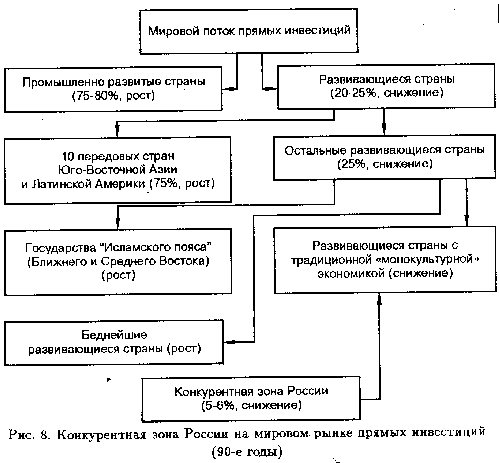 Мировой поток прямых инвестиций
Промышленно развитые страны
(75-80%, рост)
Развивающиеся страны
(20-25%, снижение)
10 передовых стран
Юго-Восточной Азии
и Латинской Америки (75%, рост)
Остальные развивающиеся страны
(25%, снижение)
Государства "Исламского пояса"
(Ближнего и Среднего Востока)
(рост)
Развивающиеся страны с
традиционной «монокультурной»
экономикой (снижение)
Беднейшие
развивающиеся страны (рост)
Конкурентная зона России
(5-6%, снижение)
Рис. 8. Конкурентная зона России на мировом рынке прямых инвестиций
(90-е годы)